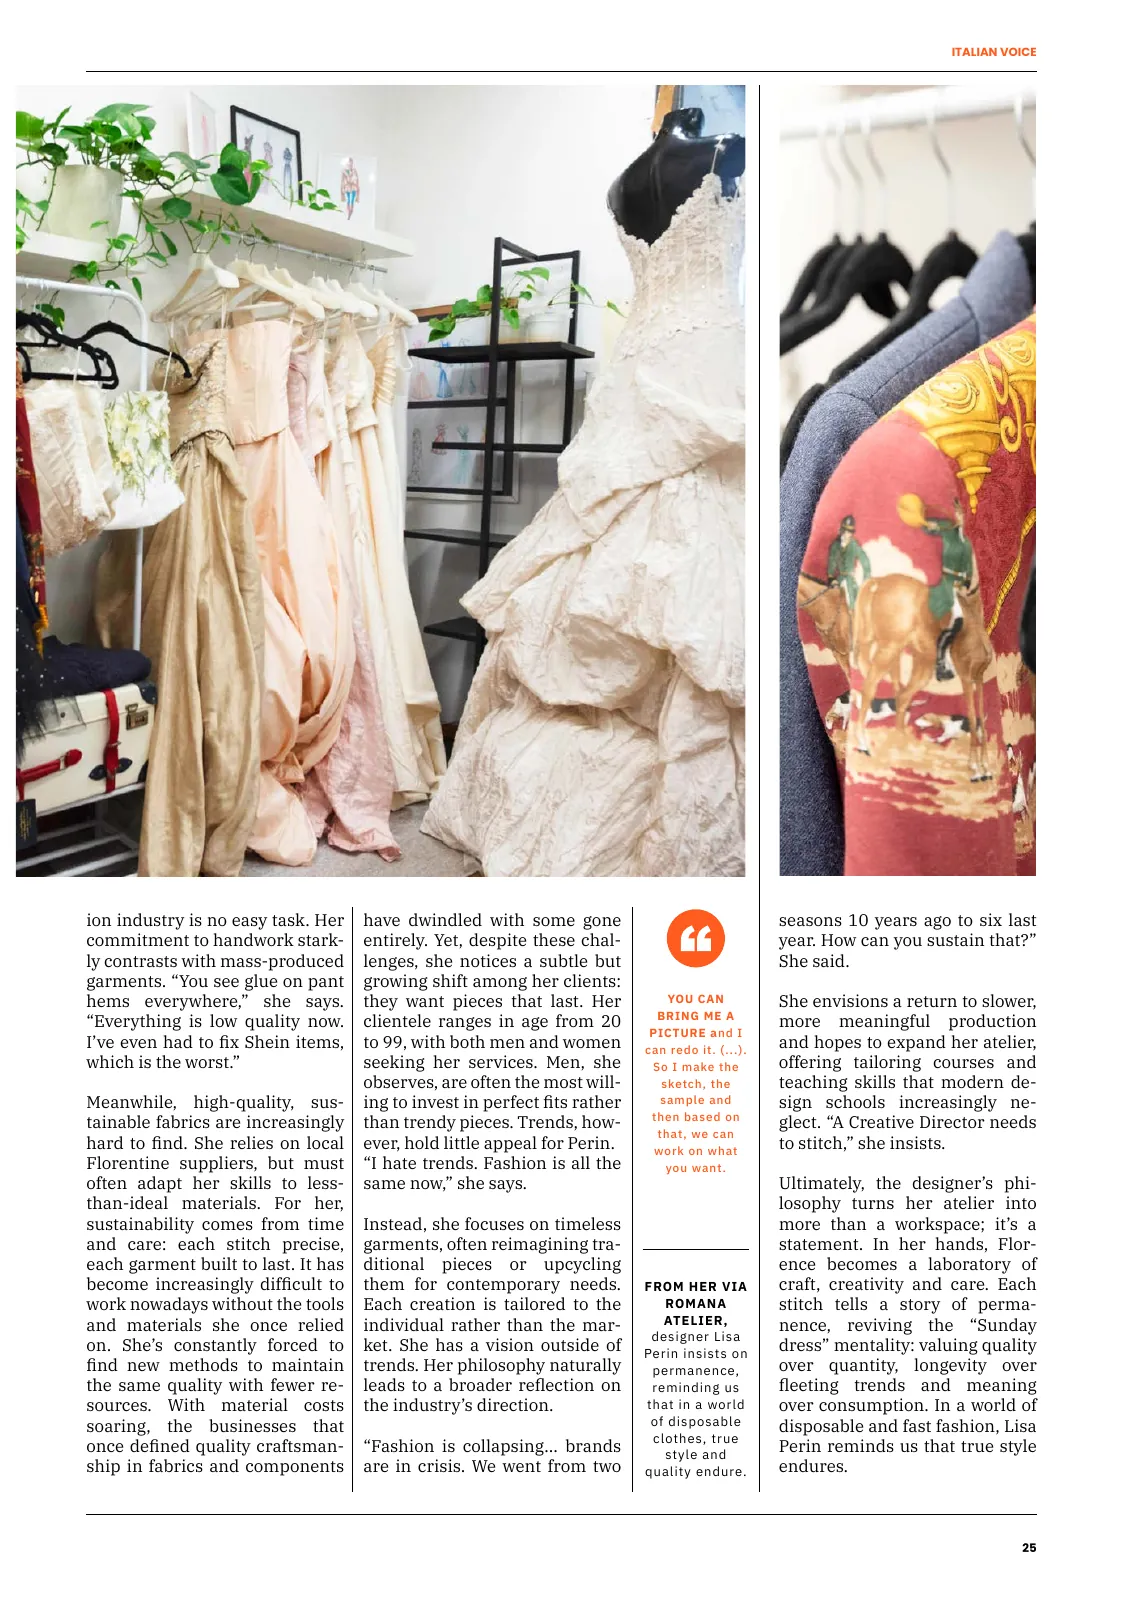 ITALIAN VOICE
ion industry is no easy task. Her
commitment to handwork stark-
ly contrasts with mass-produced
garments. “You see glue on pant
hems everywhere,” she says.
“Everything is low quality now.
I’ve even had to fix Shein items,
which is the worst.”
Meanwhile, high-quality, sus-
tainable fabrics are increasingly
hard to find. She relies on local
Florentine suppliers, but must
often adapt her skills to less-
than-ideal materials. For her,
sustainability comes from time
and care: each stitch precise,
each garment built to last. It has
become increasingly difficult to
work nowadays without the tools
and materials she once relied
on. She’s constantly forced to
find new methods to maintain
the same quality with fewer re-
sources. With material costs
soaring, the businesses that
once defined quality craftsman-
ship in fabrics and components
have dwindled with some gone
entirely. Yet, despite these chal-
lenges, she notices a subtle but
growing shift among her clients:
they want pieces that last. Her
clientele ranges in age from 20
to 99, with both men and women
seeking her services. Men, she
observes, are often the most will-
ing to invest in perfect fits rather
than trendy pieces. Trends, how-
ever, hold little appeal for Perin.
“I hate trends. Fashion is all the
same now,” she says.
Instead, she focuses on timeless
garments, often reimagining tra-
ditional pieces or upcycling
them for contemporary needs.
Each creation is tailored to the
individual rather than the mar-
ket. She has a vision outside of
trends. Her philosophy naturally
leads to a broader reflection on
the industry’s direction.
“Fashion is collapsing... brands
are in crisis. We went from two
YOU CAN
BRING ME A
PICTURE and I
can redo it. (...).
So I make the
sketch, the
sample and
then based on
that, we can
work on what
you want.
FROM HER VIA
ROMANA
ATELIER,
designer Lisa
Perin insists on
permanence,
reminding us
that in a world
of disposable
clothes, true
style and
quality endure.
seasons 10 years ago to six last
year. How can you sustain that?”
She said.
She envisions a return to slower,
more meaningful production
and hopes to expand her atelier,
offering tailoring courses and
teaching skills that modern de-
sign schools increasingly ne-
glect. “A Creative Director needs
to stitch,” she insists.
Ultimately, the designer’s phi-
losophy turns her atelier into
more than a workspace; it’s a
statement. In her hands, Flor-
ence becomes a laboratory of
craft, creativity and care. Each
stitch tells a story of perma-
nence, reviving the “Sunday
dress” mentality: valuing quality
over quantity, longevity over
fleeting trends and meaning
over consumption. In a world of
disposable and fast fashion, Lisa
Perin reminds us that true style
endures.
25